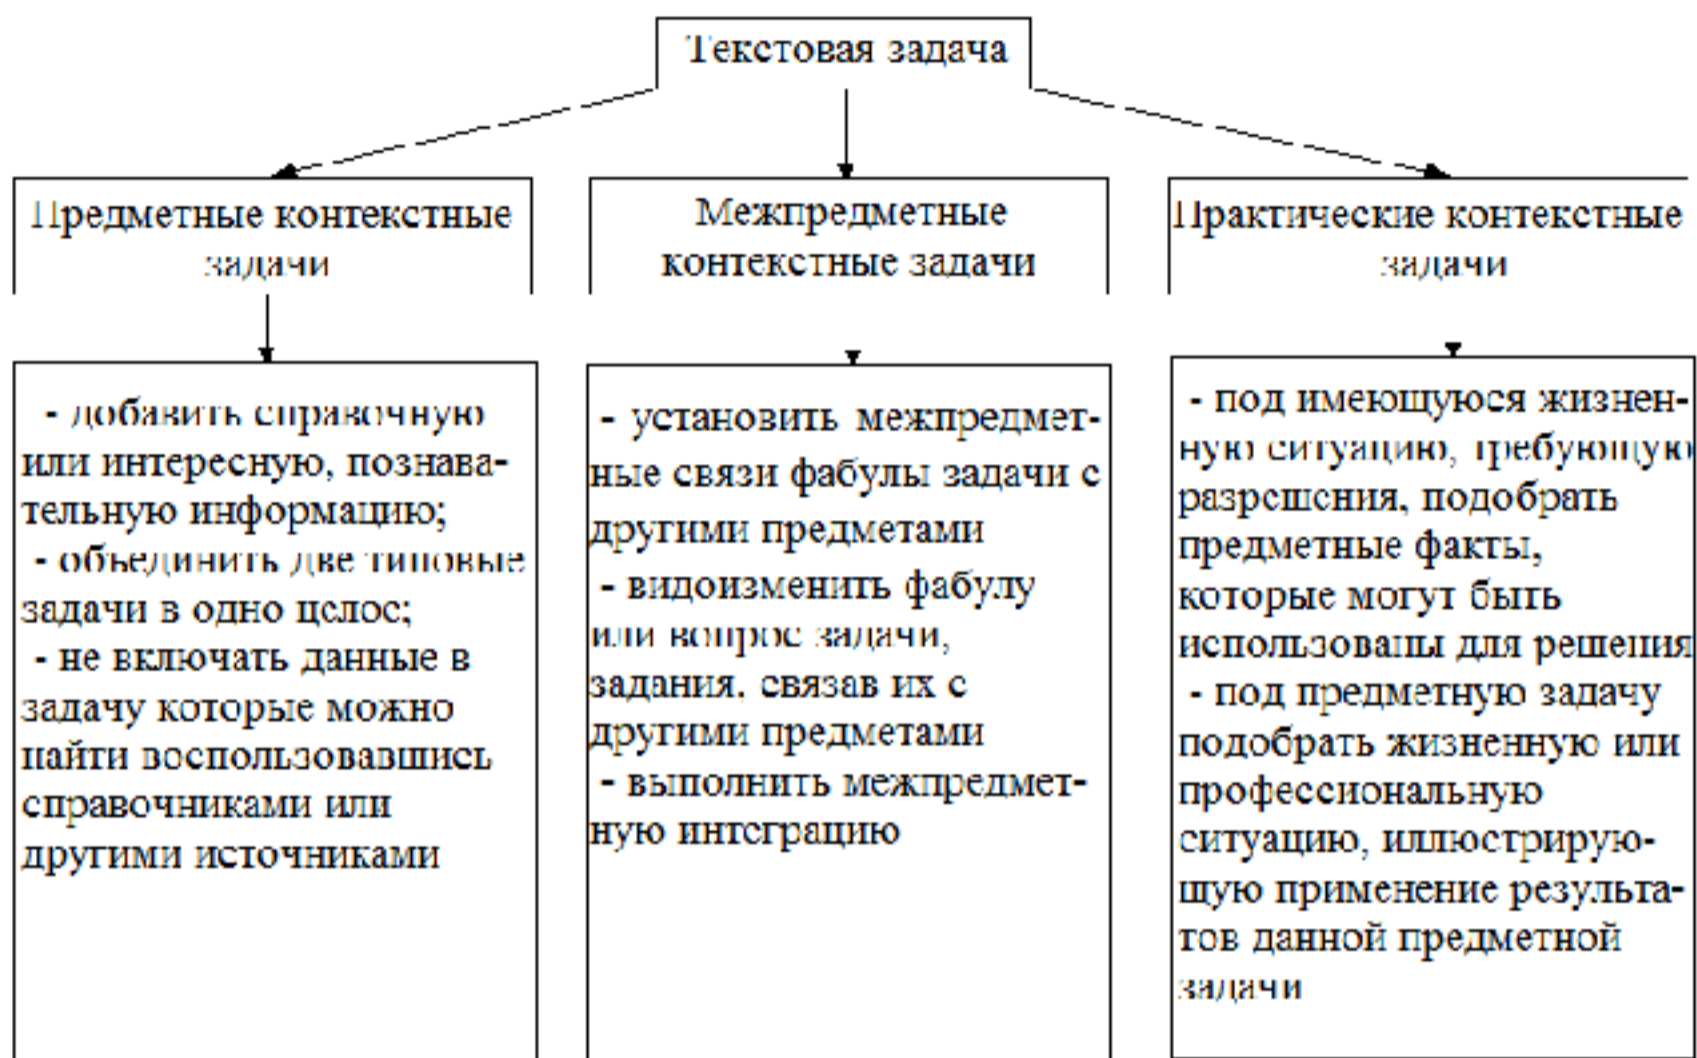 Текстовая задача
Предметные контекстные
задачи
Межпредметные
контекстные задачи
Практические контекстные
задачи
- добавить справочную
или интересную, познава-
тельную информацию;
- объединить две типовые
задачи в одно целое;
- не включать данные в
задачу которые можно
найти воспользовавшись
справочниками или
другими источниками
- установить межпредмет-
ные связи фабулы задачи с
другими предметами
- видоизменить фабулу
или вопрос задачи,
задания, связав их с
другими предметами
- выполнить межпредмет-
ную интеграцию
- под имеющуюся жизнен-
ную ситуацию, требующую
разрешения, подобрать
предметные факты,
которые могут быть
использованы для решения
- под предметную задачу
подобрать жизненную или
профессиональную
ситуацию, иллюстрирую-
щую применение результа-
тов данной предметной
задачи